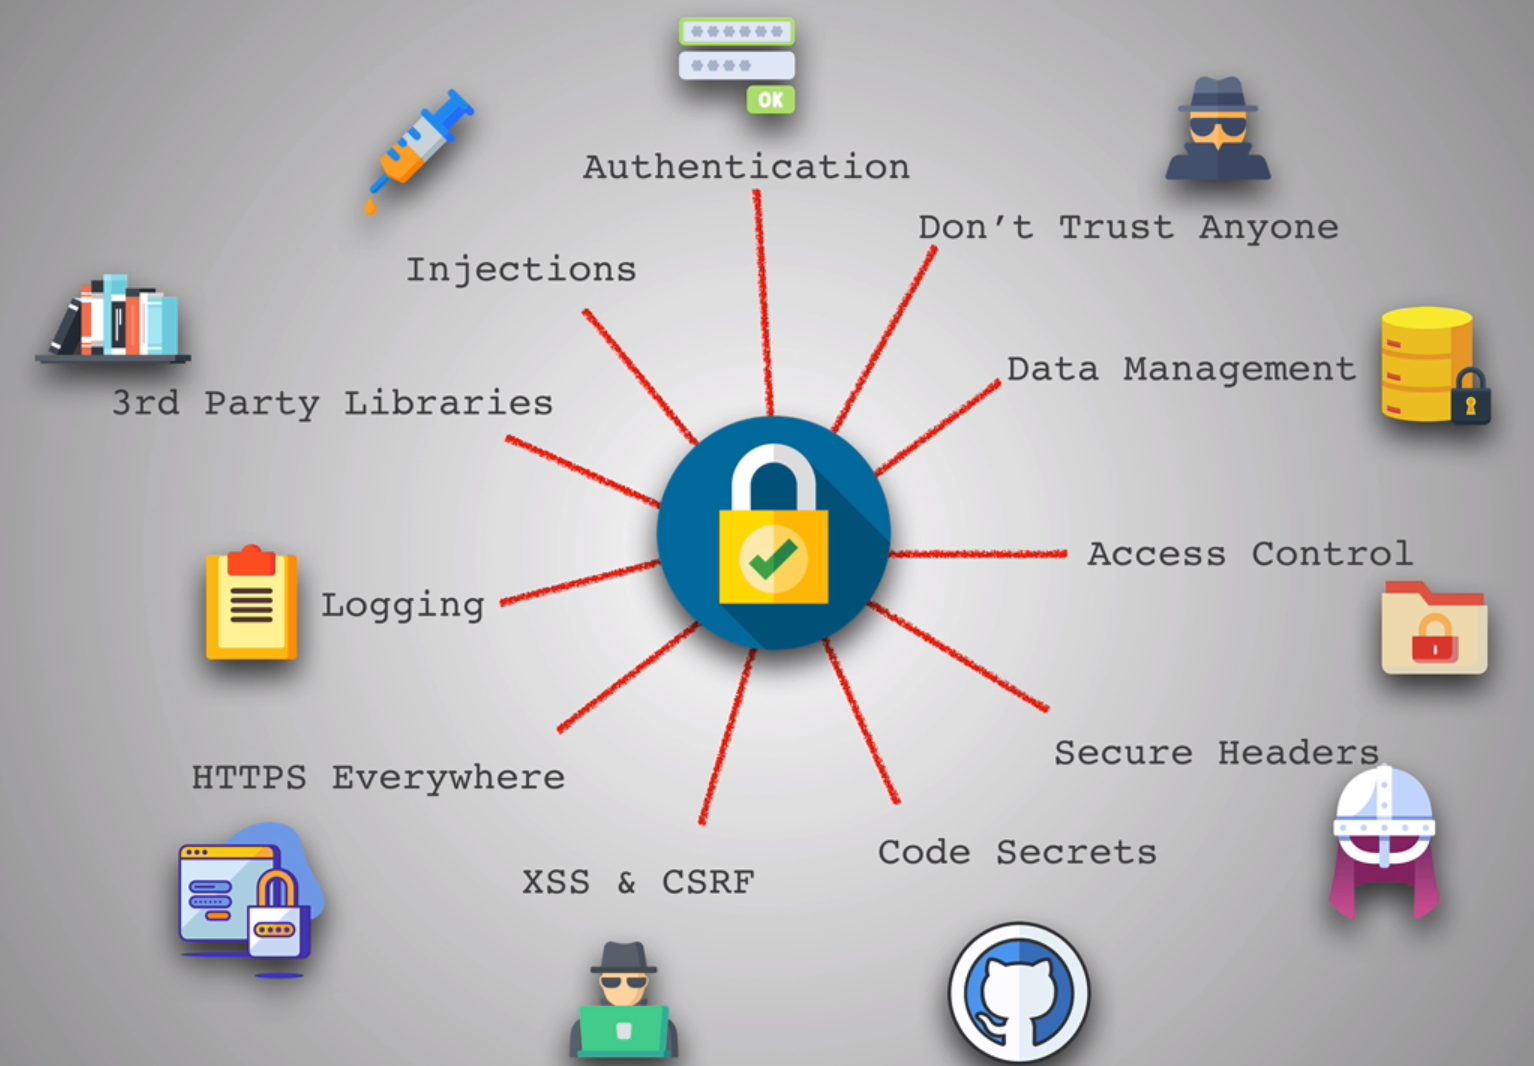 OK
Authentication
Don’t Trust Anyone
Injections
Data Management
3rd Party Libraries
Access Control
Logging
Secure Headers
HTTPS Everywhere
Code Secrets
XSS & CSRF